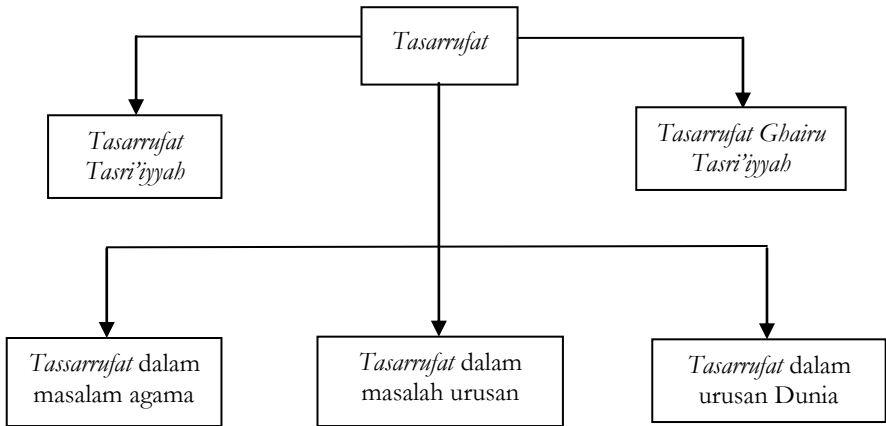 Tasarrufat
Tasarrufat
Tasri’iyyah
Tasarrufat Ghairu
Tasri’iyyah
Tassarrufat dalam
masalam agama
Tasarrufat dalam
masalah urusan
Tasarrufat dalam
urusan Dunia